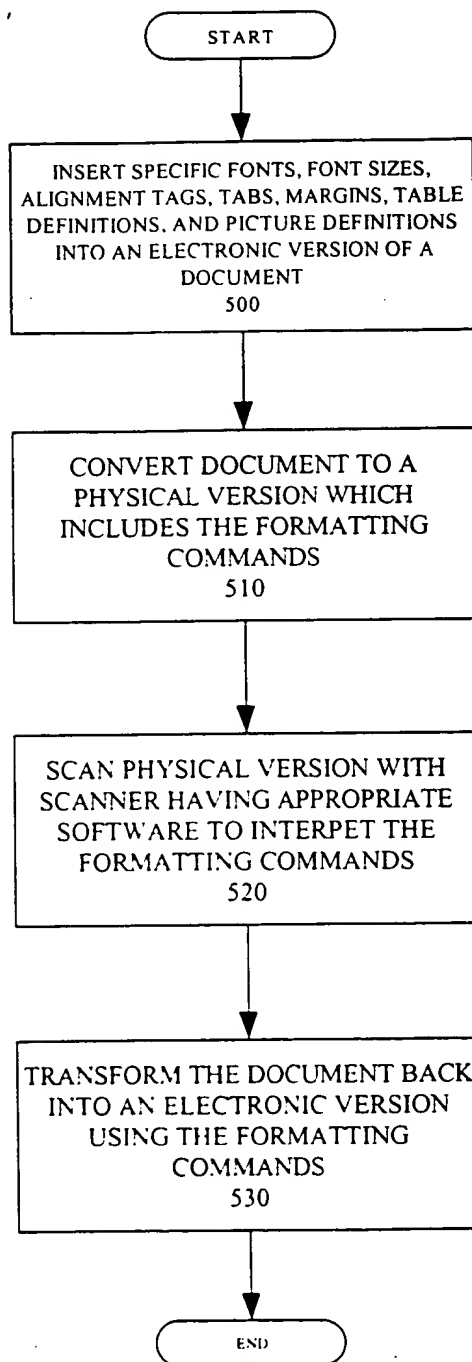 START
INSERT SPECIFIC FONTS, FONT SIZES,
ALIGNMENT TAGS, TABS, MARGINS, TABLE
DEFINITIONS, AND PICTURE DEFINITIONS
INTO AN ELECTRONIC VERSION OF A
DOCUMENT
500
CONVERT DOCUMENT TO A
PHYSICAL VERSION WHICH
INCLUDES THE FORMATTING
COMMANDS
510
SCAN PHYSICAL VERSION WITH
SCANNER HAVING APPROPRIATE
SOFTWARE TO INTERPET THE
FORMATTING COMMANDS
520
TRANSFORM THE DOCUMENT BACK
INTO AN ELECTRONIC VERSION
USING THE FORMATTING
COMMANDS
530
END